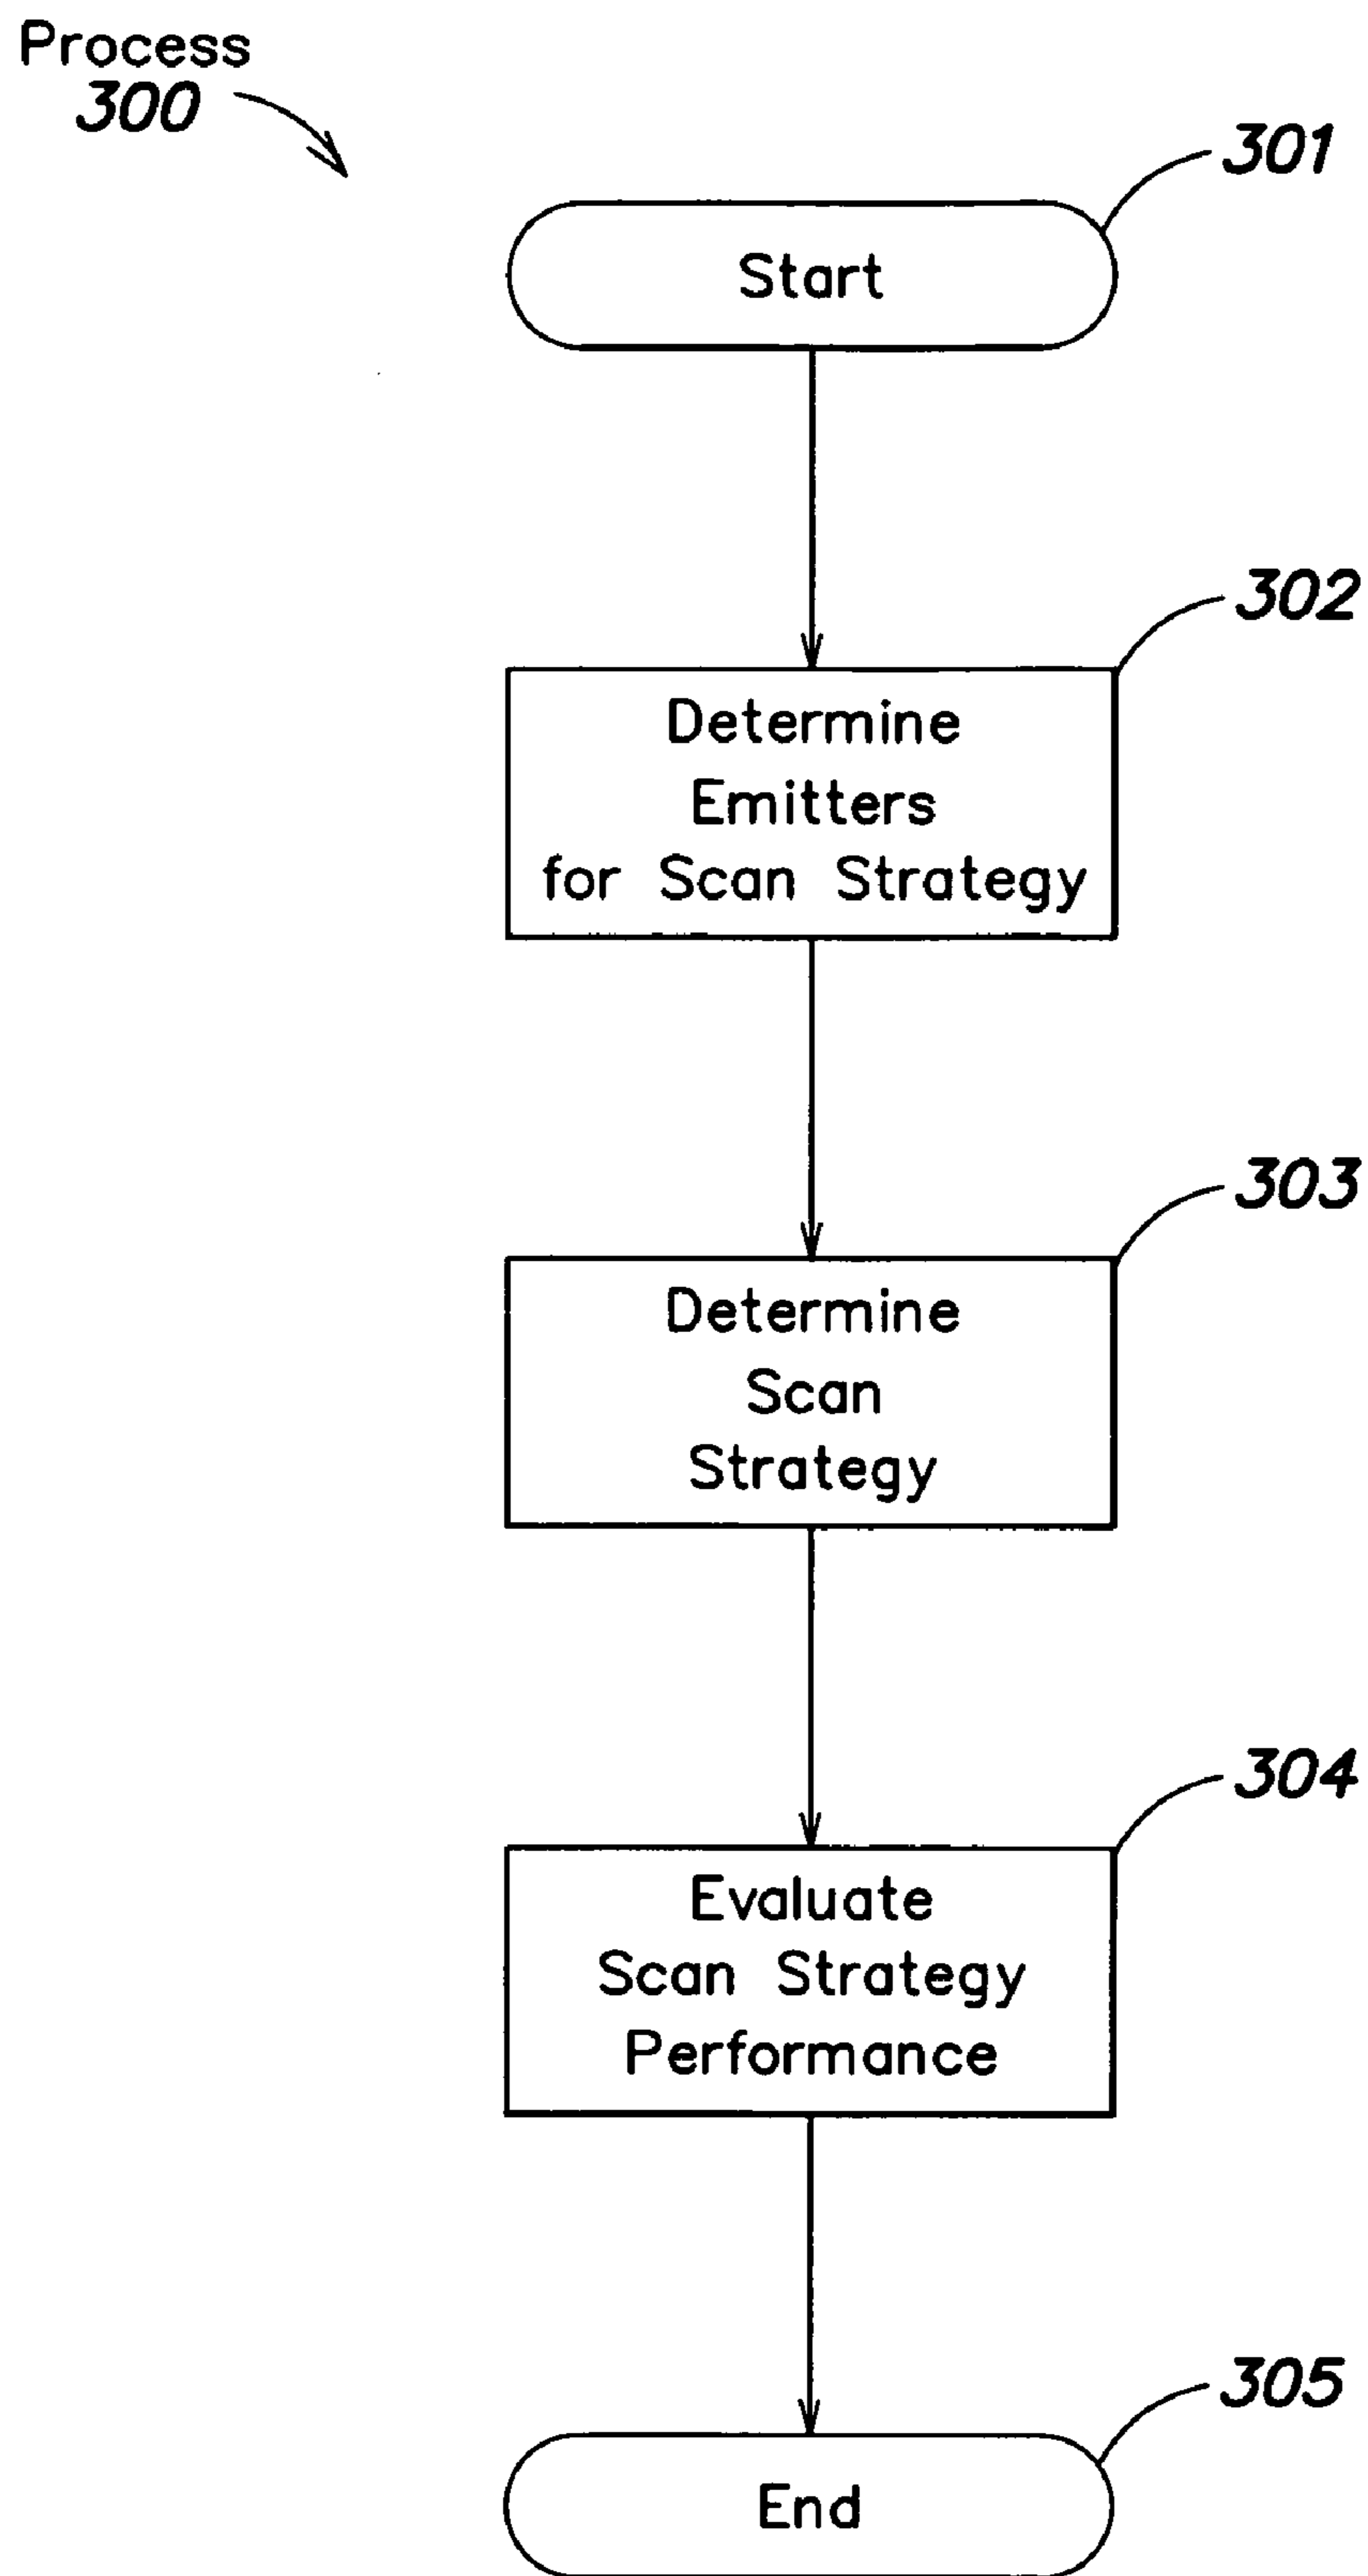 Process
300
301
Start
302
Determine
Emitters
for Scan Strategy
303
Determine
Scan
Strategy
304
Evaluate
Scan Strategy
Performance
305
End